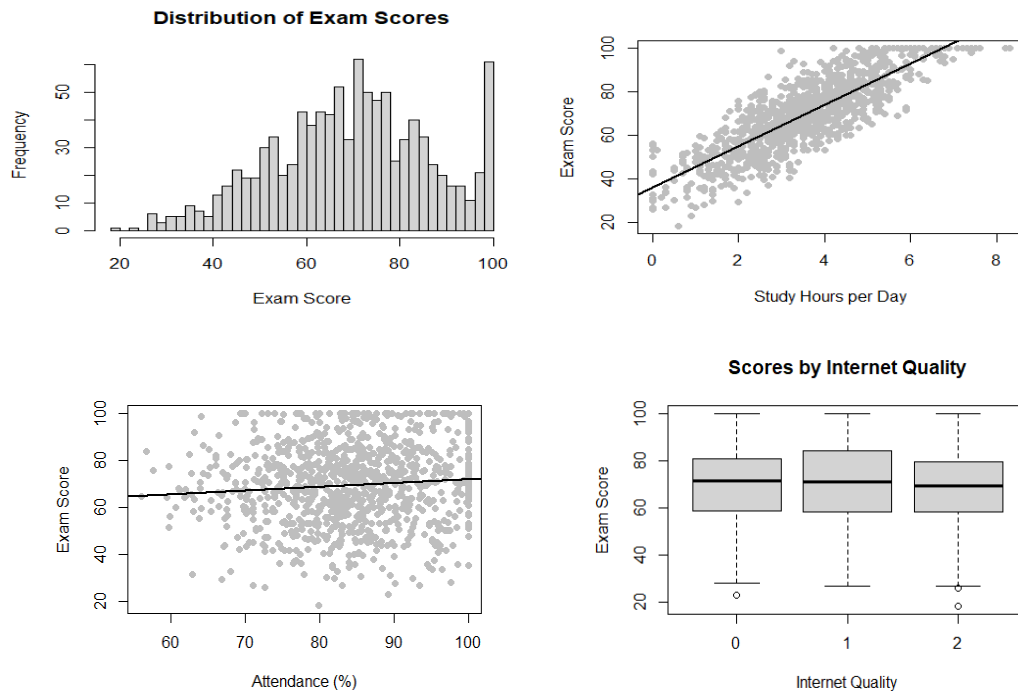 Distribution of Exam Scores
Frequency
0 10 30 50
20 40 60 80 100
Exam Score
Exam Score
20 40 60 80 100
0 2 4 6 8
Study Hours per Day
Exam Score
20 40 60 80 100
60 70 80 90 100
Attendance (%)
Scores by Internet Quality
Exam Score
20 40 60 80 100
0 1 2
Internet Quality